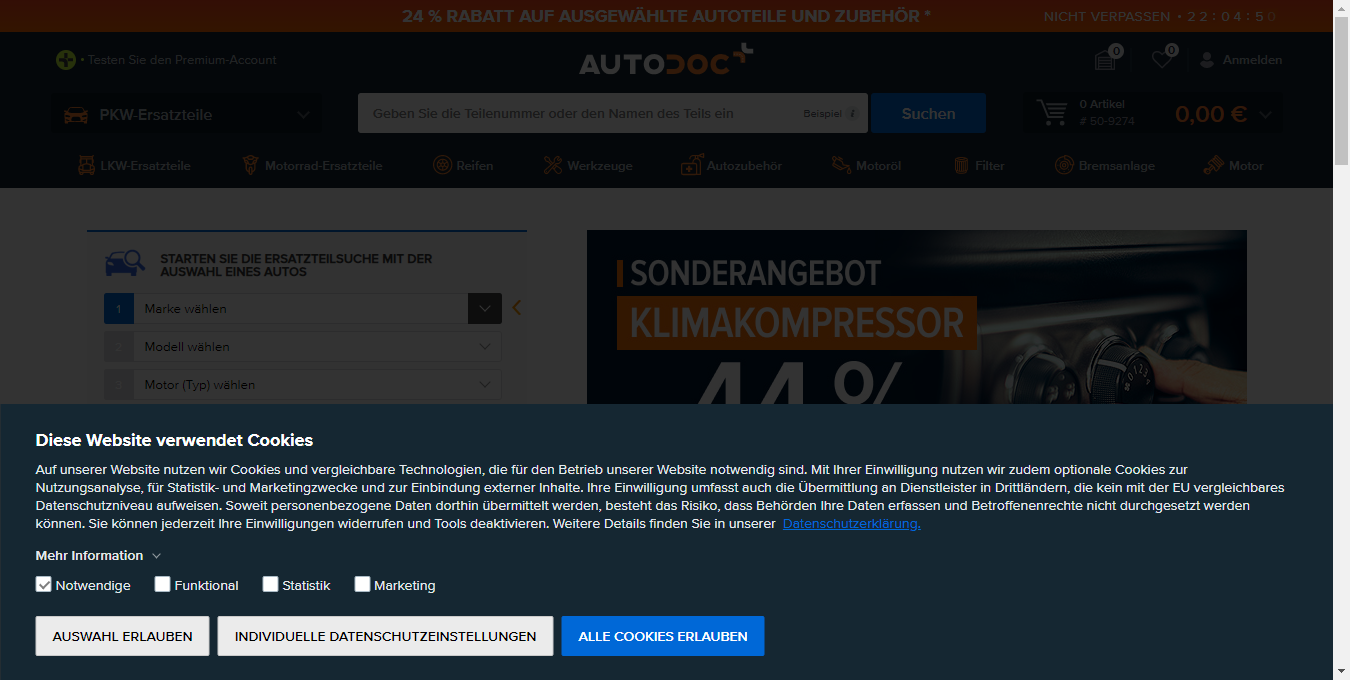 24 % RABATT AUF AUSGEWÄHLTE AUTOTEILE UND ZUBEHÖR *
NICHT VERPASSEN • 22:04:50
• Testen Sie den Premium-Account
AUTODOC
0
0
Anmelden
PKW-Ersatzteile
Geben Sie die Teilenummer oder den Namen des Teils ein
Beispiel i
Suchen
0 Artikel
# 50-9274
0,00 €
LKW-Ersatzteile
Motorrad-Ersatzteile
Reifen
Werkzeuge
Autozubehör
Motoröl
Filter
Bremsanlage
Motor
STARTEN SIE DIE ERSATZTEILSUCHE MIT DER
AUSWAHL EINES AUTOS
1 Marke wählen
2 Modell wählen
3 Motor (Typ) wählen
SONDERANGEBOT
KLIMAKOMPRESSOR
44 %
Diese Website verwendet Cookies
Auf unserer Website nutzen wir Cookies und vergleichbare Technologien, die für den Betrieb unserer Website notwendig sind. Mit Ihrer Einwilligung nutzen wir zudem optionale Cookies zur
Nutzungsanalyse, für Statistik- und Marketingzwecke und zur Einbindung externer Inhalte. Ihre Einwilligung umfasst auch die Übermittlung an Dienstleister in Drittländern, die kein mit der EU vergleichbares
Datenschutzniveau aufweisen. Soweit personenbezogene Daten dorthin übermittelt werden, besteht das Risiko, dass Behörden Ihre Daten erfassen und Betroffenenrechte nicht durchgesetzt werden
können. Sie können jederzeit Ihre Einwilligungen widerrufen und Tools deaktivieren. Weitere Details finden Sie in unserer Datenschutzerklärung.
Mehr Information
Notwendige
Funktional
Statistik
Marketing
AUSWAHL ERLAUBEN
INDIVIDUELLE DATENSCHUTZEINSTELLUNGEN
ALLE COOKIES ERLAUBEN